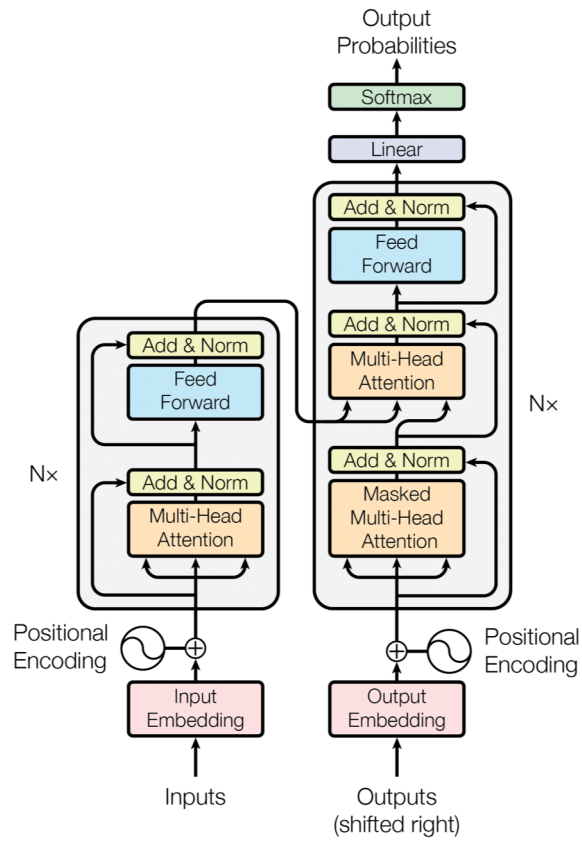 Output
Probabilities
Softmax
Linear
Add & Norm
Feed
Forward
Add & Norm
Multi-Head
Attention
Add & Norm
Masked
Multi-Head
Attention
N×
Add & Norm
Feed
Forward
Add & Norm
Multi-Head
Attention
N×
Positional
Encoding
Positional
Encoding
Input
Embedding
Output
Embedding
Inputs
Outputs
(shifted right)